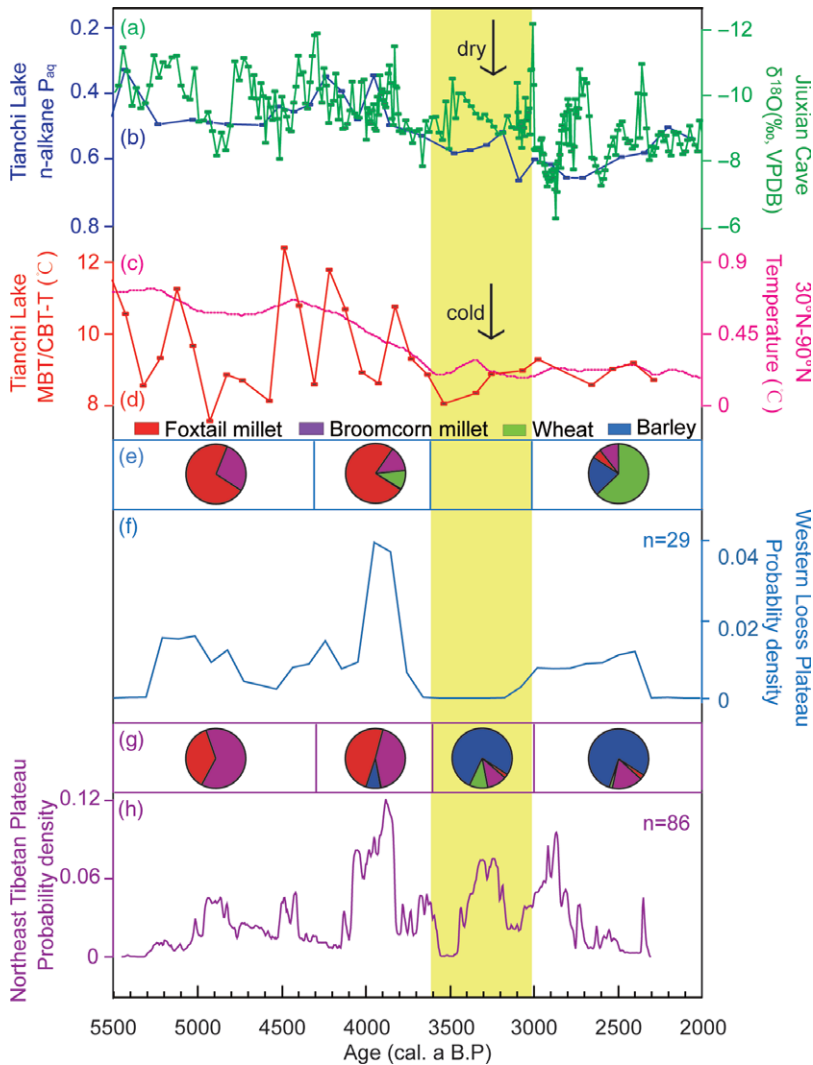 (a)
0.2
0.4
0.6
0.8
Tianchi Lake
n-alkane Paq
(b)
dry
−12
−10
−8
−6
Jiuxian Cave
δ18O(‰, VPDB)
(c)
12
10
8
Tianchi Lake
MBT/CBT-T (℃)
(d)
cold
0.9
0.45
0
30°N-90°N
Temperature (℃)
Foxtail millet Broomcorn millet Wheat Barley
(e)
(f)
n=29
0.04
0.02
0
Western Loess Plateau
Probablity density
(g)
(h)
n=86
0.12
0.06
0
Northeast Tibetan Plateau
Probability density
5500 5000 4500 4000 3500 3000 2500 2000
Age (cal. a B.P)